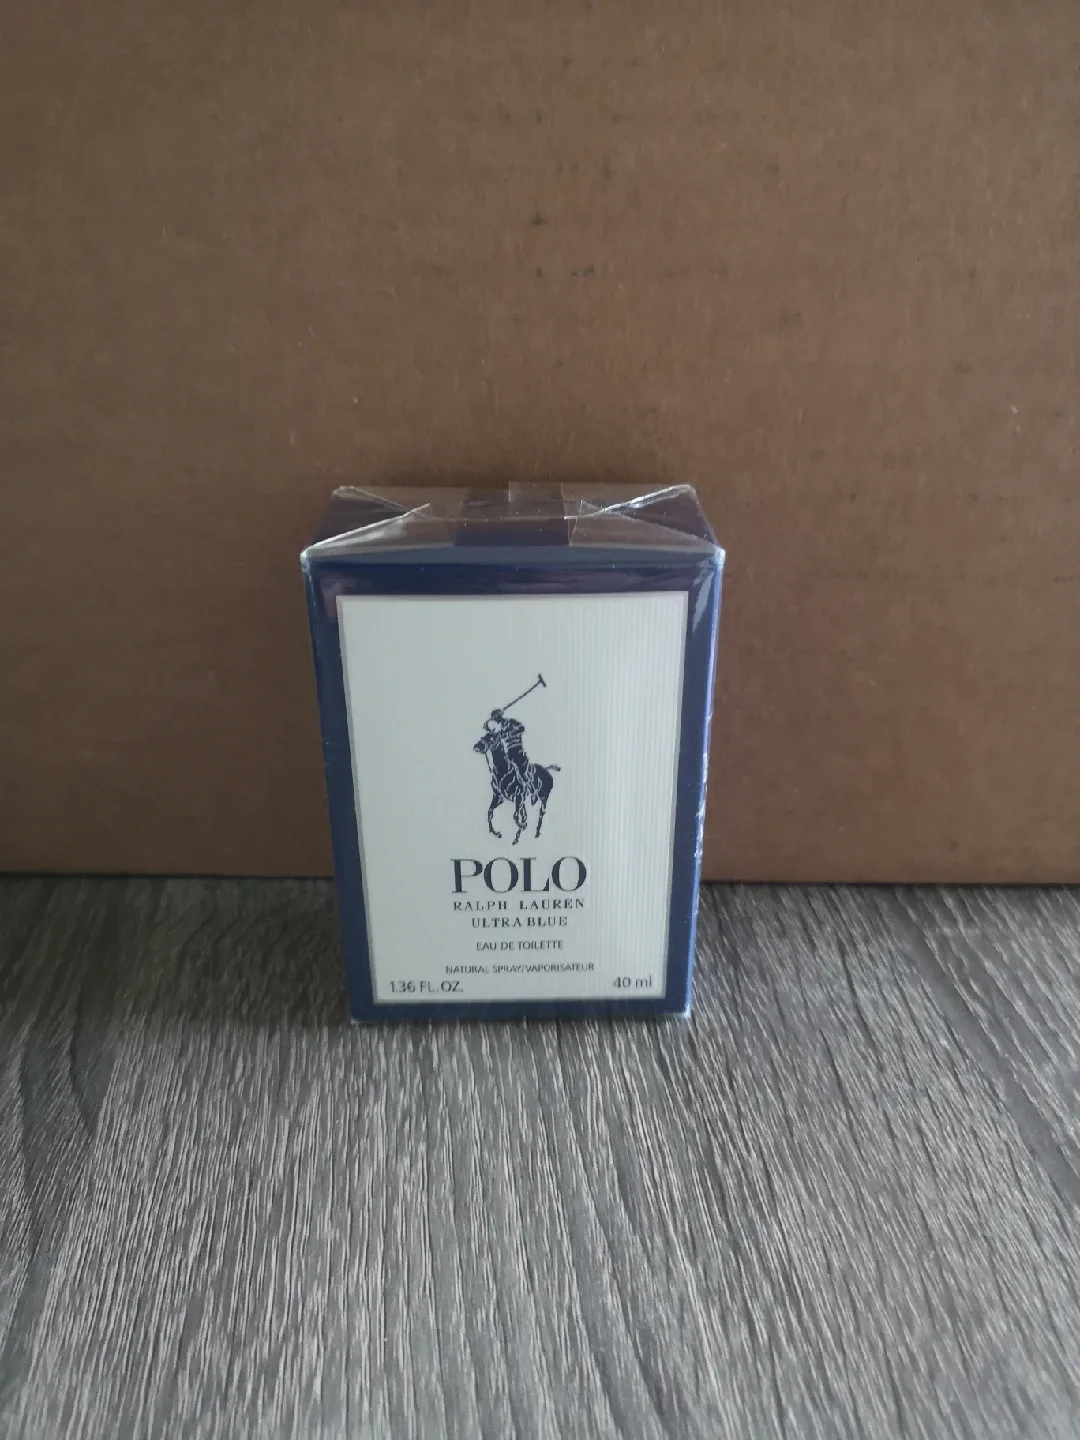 POLO
RALPH LAUREN
ULTRA BLUE
EAU DE TOILETTE
NATURAL SPRAY/VAPORISATEUR
1.36 FL. OZ. 40 ml